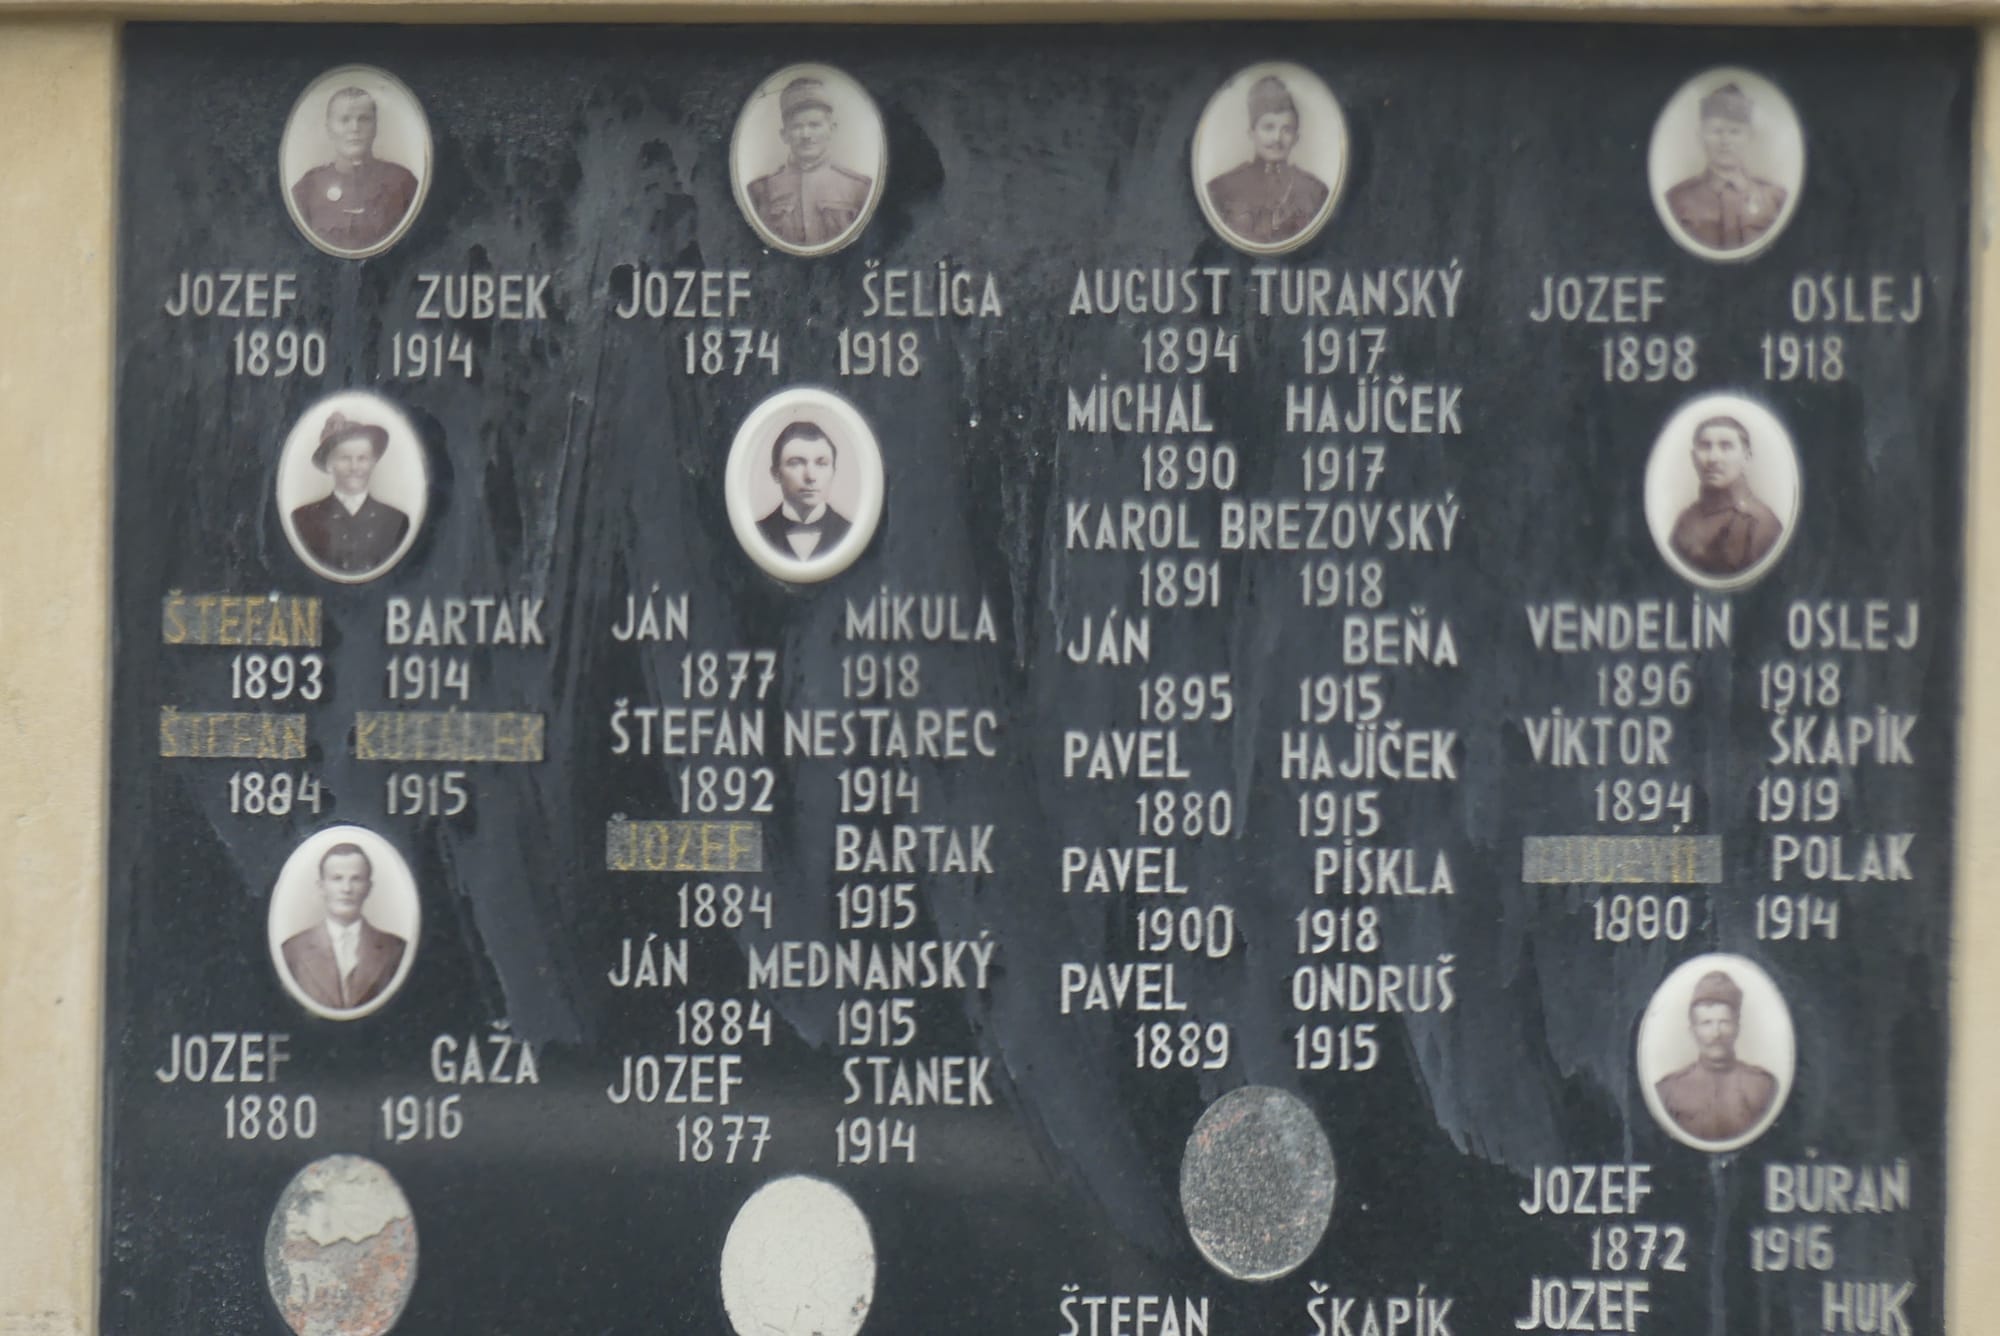 JOZEF ZUBEK
1890 1914
ŠTEFAN BARTAK
1893 1914
ŠTEFAN
1884 1915
JOZEF GAŽA
1880 1916
JOZEF ŠELIGA
1874 1918
JÁN MIKULA
1877 1918
ŠTEFAN NESTAREC
1892 1914
JOZEF BARTAK
1884 1915
JÁN MEDNANSKÝ
1884 1915
JOZEF STANEK
1877 1914
AUGUST TURANSKÝ
1894 1917
MICHAL HAJÍČEK
1890 1917
KAROL BREZOVSKÝ
1891 1918
JÁN BEŇA
1895 1915
PAVEL HAJÍČEK
1880 1915
PAVEL PÍSKLA
1900 1918
PAVEL ONDRUŠ
1889 1915
ŠTEFAN ŠKAPÍK
JOZEF OSLEJ
1898 1918
VENDELÍN OSLEJ
1896 1918
VIKTOR ŠKAPÍK
1894 1919
POLAK
1880 1914
JOZEF BÚRAN
1872 1916
JOZEF HUK